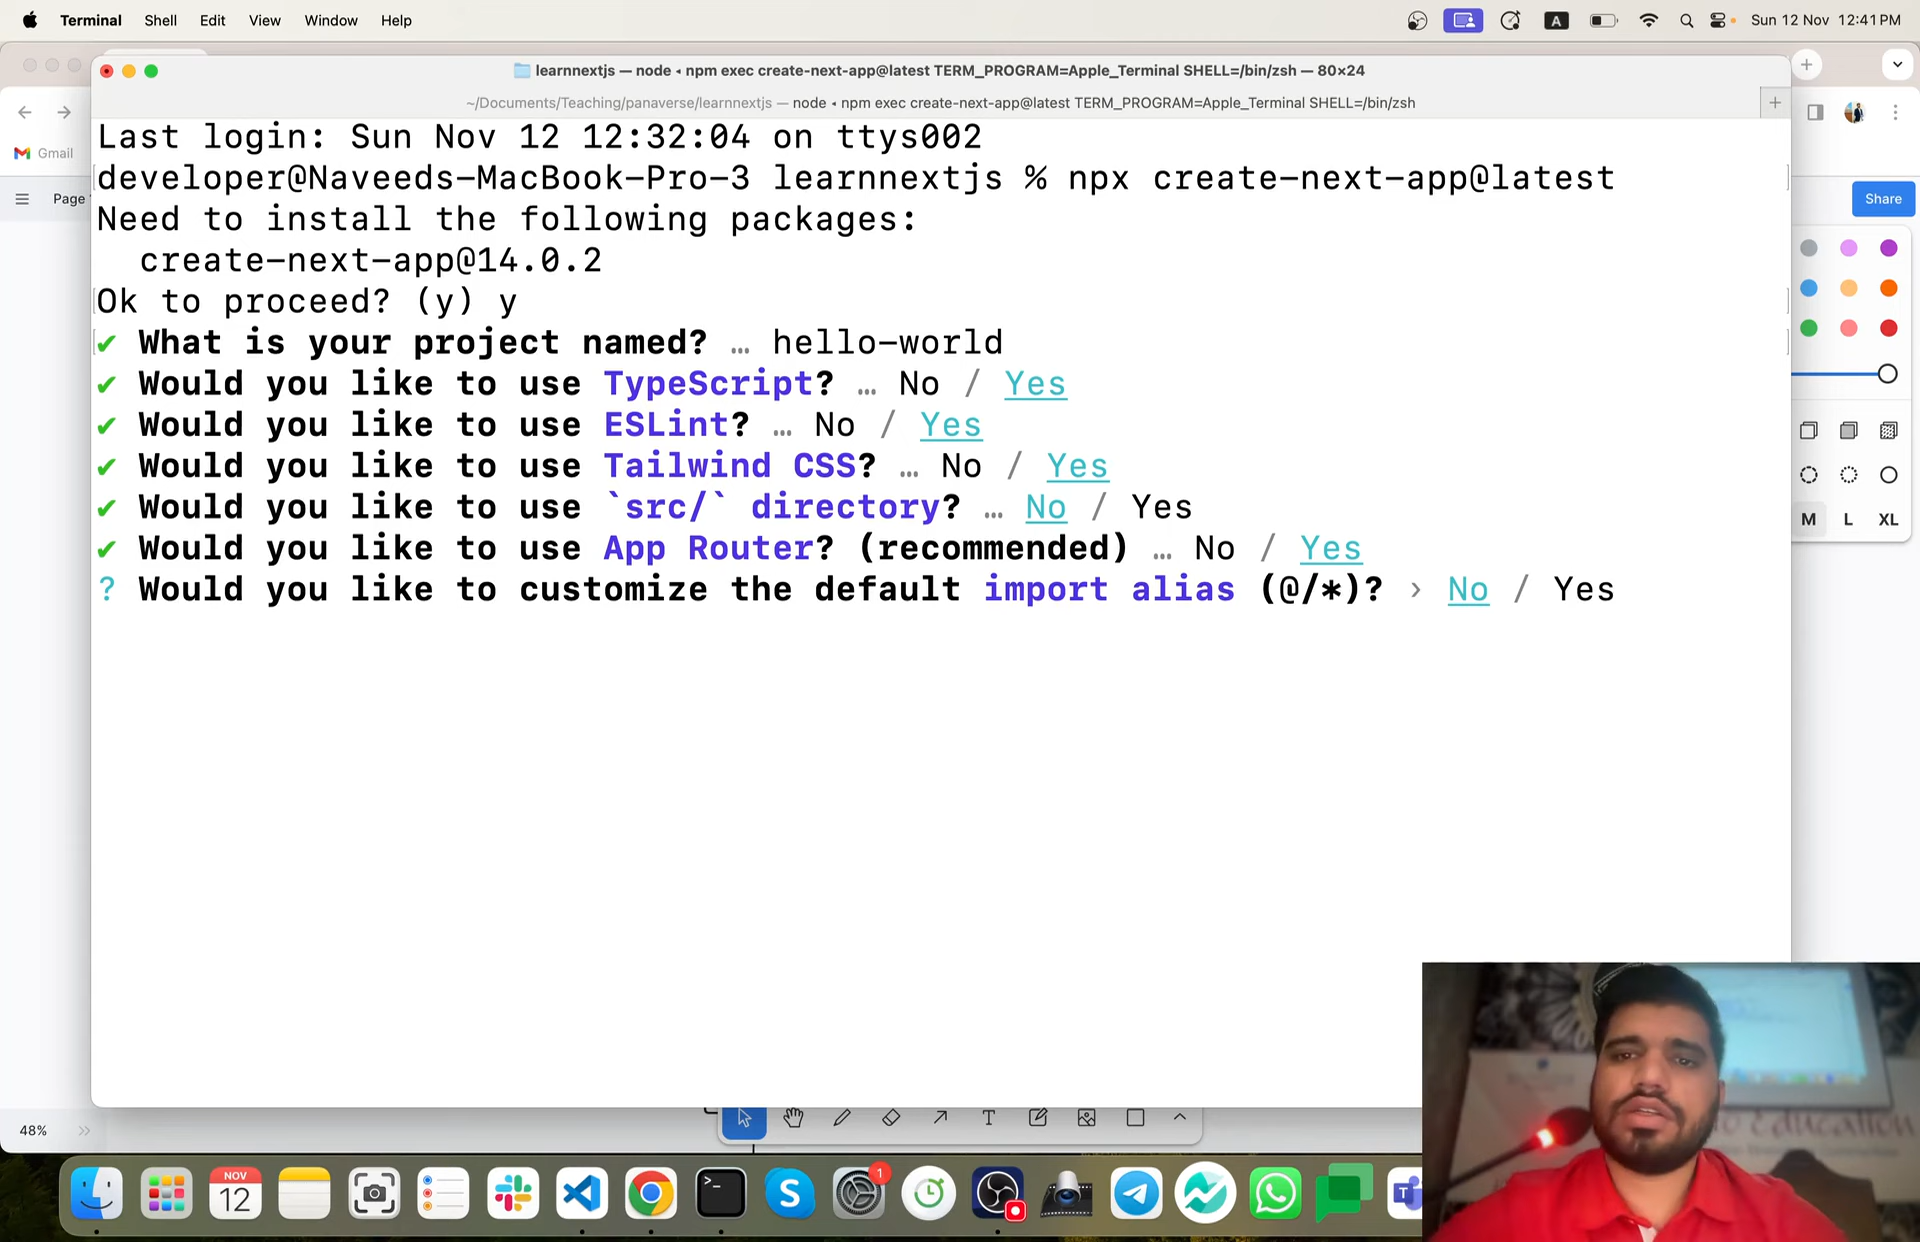 Terminal Shell Edit View Window Help A Sun 12 Nov 12:41 PM
learnnextjs — node ◂ npm exec create-next-app@latest TERM_PROGRAM=Apple_Terminal SHELL=/bin/zsh — 80×24
~/Documents/Teaching/panaverse/learnnextjs — node ◂ npm exec create-next-app@latest TERM_PROGRAM=Apple_Terminal SHELL=/bin/zsh
Gmail
Page
Share
Last login: Sun Nov 12 12:32:04 on ttys002
developer@Naveeds-MacBook-Pro-3 learnnextjs % npx create-next-app@latest
Need to install the following packages:
create-next-app@14.0.2
Ok to proceed? (y) y
✔ What is your project named? … hello-world
✔ Would you like to use TypeScript? … No / Yes
✔ Would you like to use ESLint? … No / Yes
✔ Would you like to use Tailwind CSS? … No / Yes
✔ Would you like to use `src/` directory? … No / Yes
✔ Would you like to use App Router? (recommended) … No / Yes
? Would you like to customize the default import alias (@/*)? › No / Yes
M L XL
48%
NOV
12
1